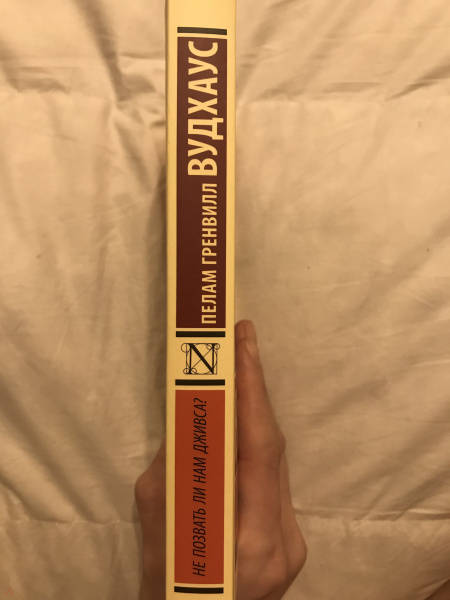 ПЕЛАМ ГРЕНВИЛЛ ВУДХАУС
N
НЕ ПОЗВАТЬ ЛИ НАМ ДЖИВСА?